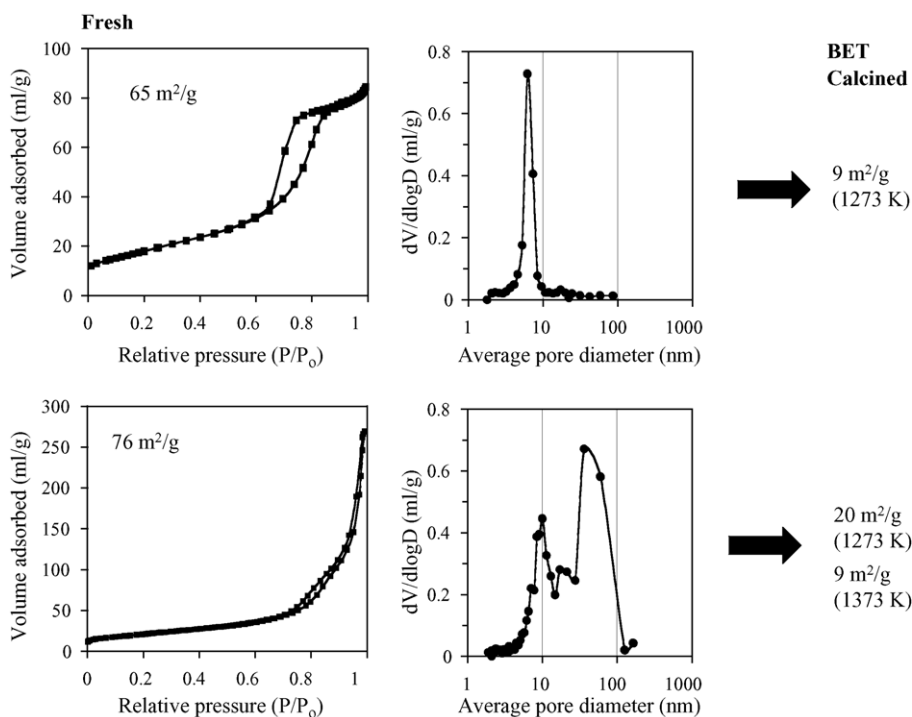 Fresh
BET
Calcined
Volume adsorbed (ml/g)
100
80
60
40
20
0
65 m²/g
0 0.2 0.4 0.6 0.8 1
Relative pressure (P/Pₒ)
dV/dlogD (ml/g)
0.8
0.6
0.4
0.2
0
1 10 100 1000
Average pore diameter (nm)
9 m²/g
(1273 K)
Volume adsorbed (ml/g)
300
250
200
150
100
50
0
76 m²/g
0 0.2 0.4 0.6 0.8 1
Relative pressure (P/Pₒ)
dV/dlogD (ml/g)
0.8
0.6
0.4
0.2
0
1 10 100 1000
Average pore diameter (nm)
20 m²/g
(1273 K)
9 m²/g
(1373 K)